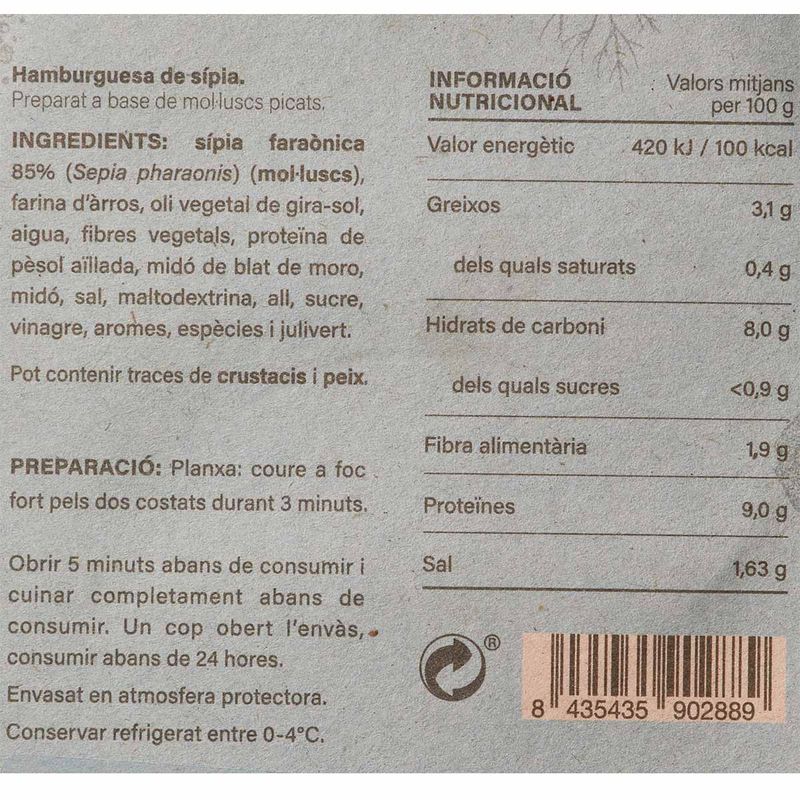 Hamburguesa de sípia.
Preparat a base de mol·luscs picats.
INGREDIENTS: sípia faraònica
85% (Sepia pharaonis) (mol·luscs),
farina d'àrros, oli vegetal de gira-sol,
aigua, fibres vegetals, proteïna de
pèsol aïllada, midó de blat de moro,
midó, sal, maltodextrina, all, sucre,
vinagre, aromes, espècies i julivert.
Pot contenir traces de crustacis i peix.
PREPARACIÓ: Planxa: coure a foc
fort pels dos costats durant 3 minuts.
Obrir 5 minuts abans de consumir i
cuinar completament abans de
consumir. Un cop obert l'envàs,
consumir abans de 24 hores.
Envasat en atmosfera protectora.
Conservar refrigerat entre 0-4°C.
INFORMACIÓ NUTRICIONAL
Valors mitjans
per 100 g
Valor energètic 420 kJ / 100 kcal
Greixos 3,1 g
dels quals saturats 0,4 g
Hidrats de carboni 8,0 g
dels quals sucres <0,9 g
Fibra alimentària 1,9 g
Proteïnes 9,0 g
Sal 1,63 g
®
8 435435 902889